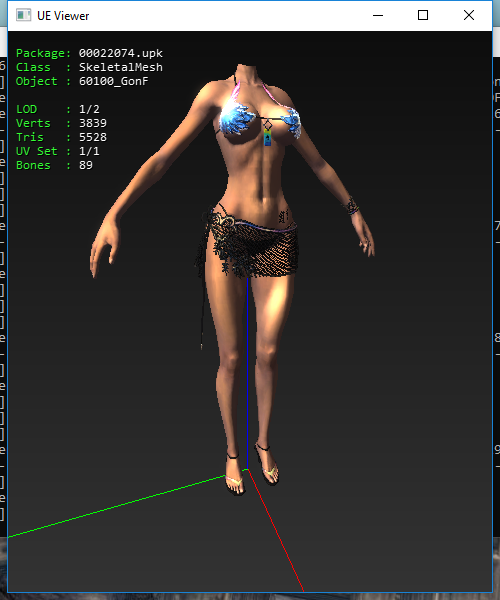 UE Viewer
Package: 00022074.upk
Class : SkeletalMesh
Object : 60100_GonF
LOD : 1/2
Verts : 3839
Tris : 5528
UV Set : 1/1
Bones : 89